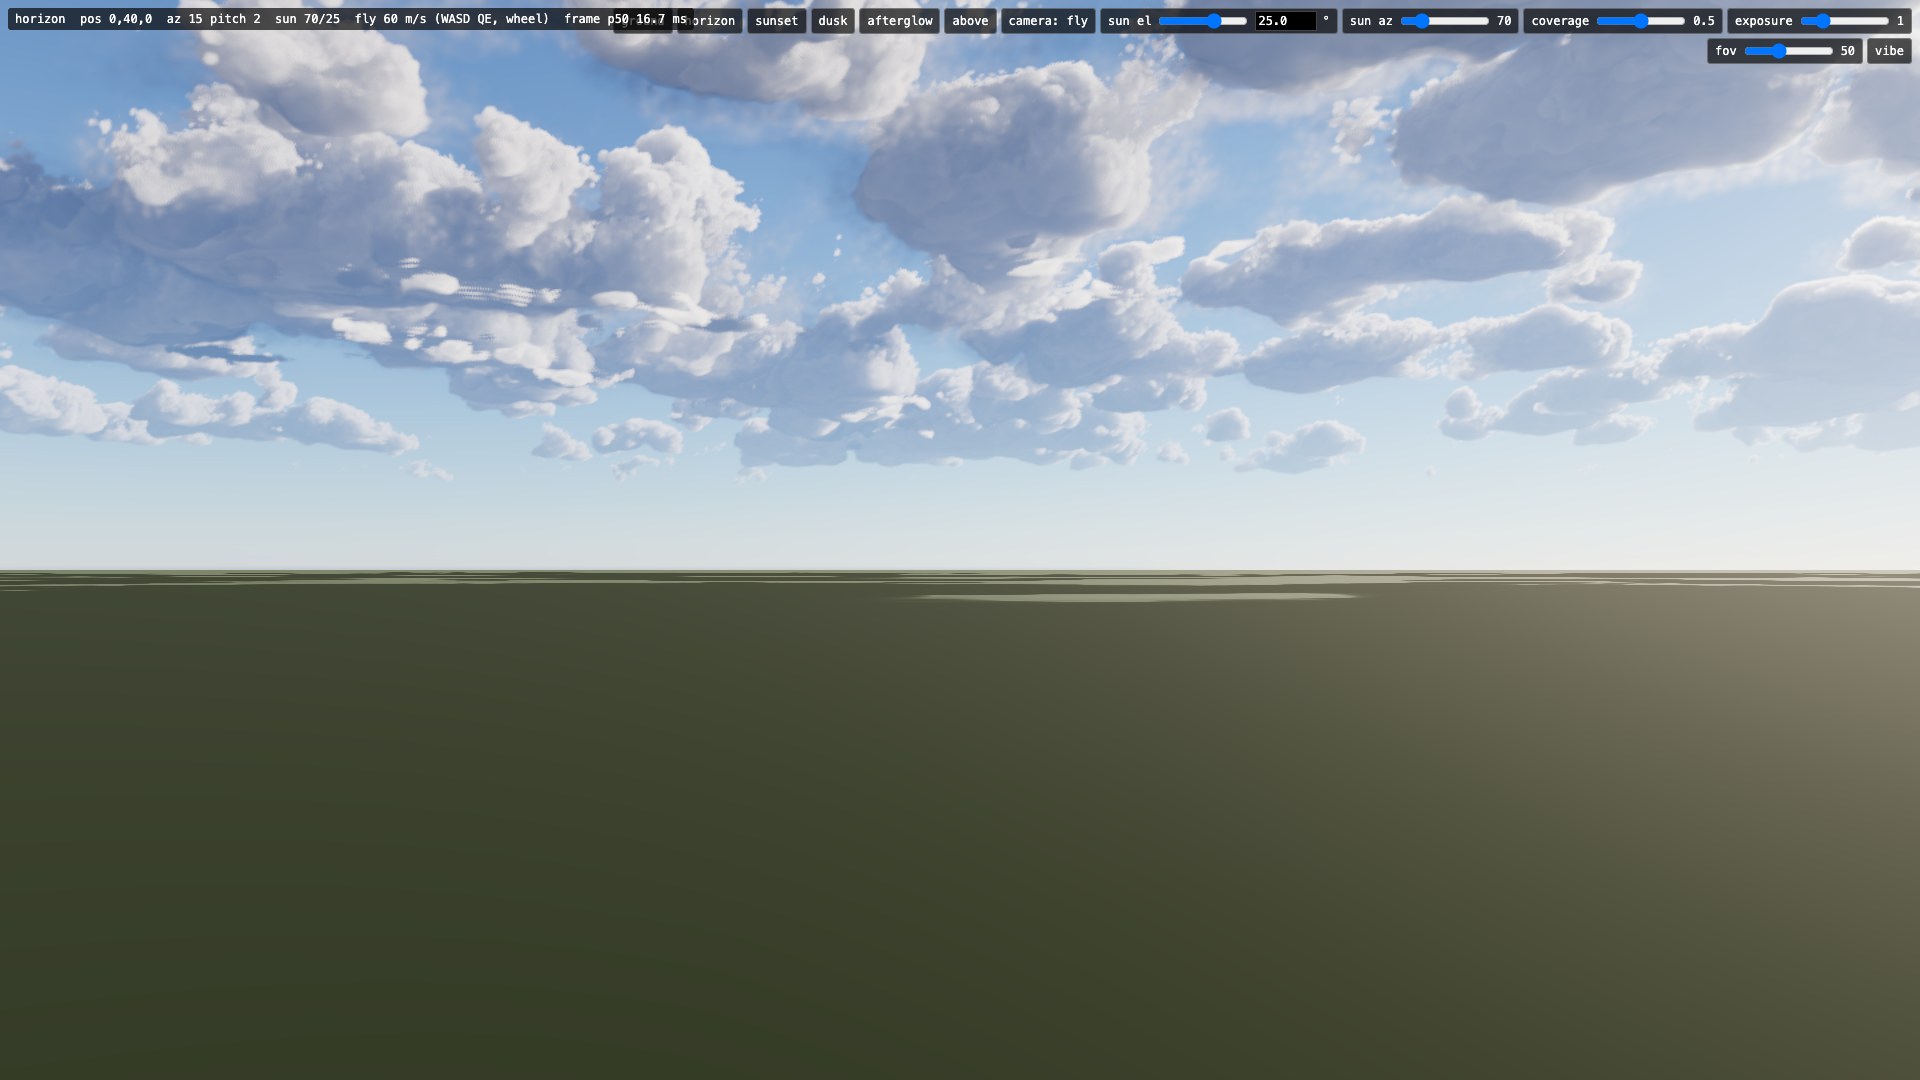 horizon pos 0,40,0 az 15 pitch 2 sun 70/25 fly 60 m/s (WASD QE, wheel) frame p50 16.7 ms orizon sunset dusk afterglow above camera: fly sun el 25.0 ° sun az 70 coverage 0.5 exposure 1
fov 50 vibe